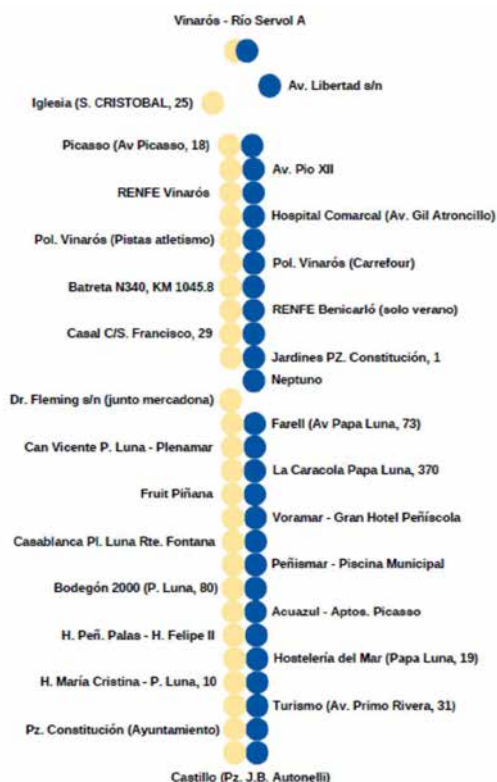 Vinarós - Río Servol A
Av. Libertad s/n
Iglesia (S. CRISTOBAL, 25)
Picasso (Av Picasso, 18)
Av. Pio XII
RENFE Vinarós
Hospital Comarcal (Av. Gil Atroncillo)
Pol. Vinarós (Pistas atletismo)
Pol. Vinarós (Carrefour)
Batreta N340, KM 1045.8
RENFE Benicarló (solo verano)
Casal C/S. Francisco, 29
Jardines PZ. Constitución, 1
Neptuno
Dr. Fleming s/n (junto mercadona)
Farell (Av Papa Luna, 73)
Can Vicente P. Luna - Plenamar
La Caracola Papa Luna, 370
Fruit Piñana
Voramar - Gran Hotel Peñíscola
Casablanca Pl. Luna Rte. Fontana
Peñismar - Piscina Municipal
Bodegón 2000 (P. Luna, 80)
Acuazul - Aptos. Picasso
H. Peñ. Palas - H. Felipe II
Hostelería del Mar (Papa Luna, 19)
H. María Cristina - P. Luna, 10
Turismo (Av. Primo Rivera, 31)
Pz. Constitución (Ayuntamiento)
Castillo (Pz. J.B. Autonelli)